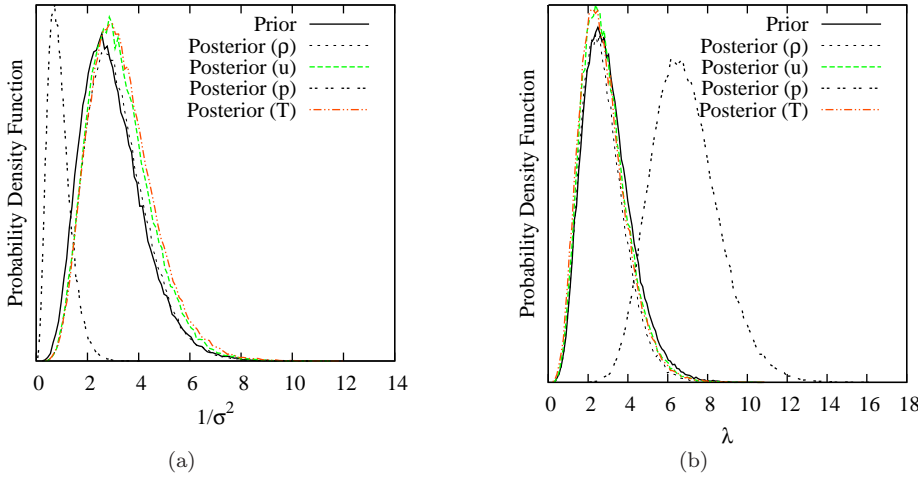 Probability Density Function
Prior
Posterior (ρ)
Posterior (u)
Posterior (p)
Posterior (T)
0 2 4 6 8 10 12 14
1/σ²
(a)
Probability Density Function
Prior
Posterior (ρ)
Posterior (u)
Posterior (p)
Posterior (T)
0 2 4 6 8 10 12 14 16 18
λ
(b)